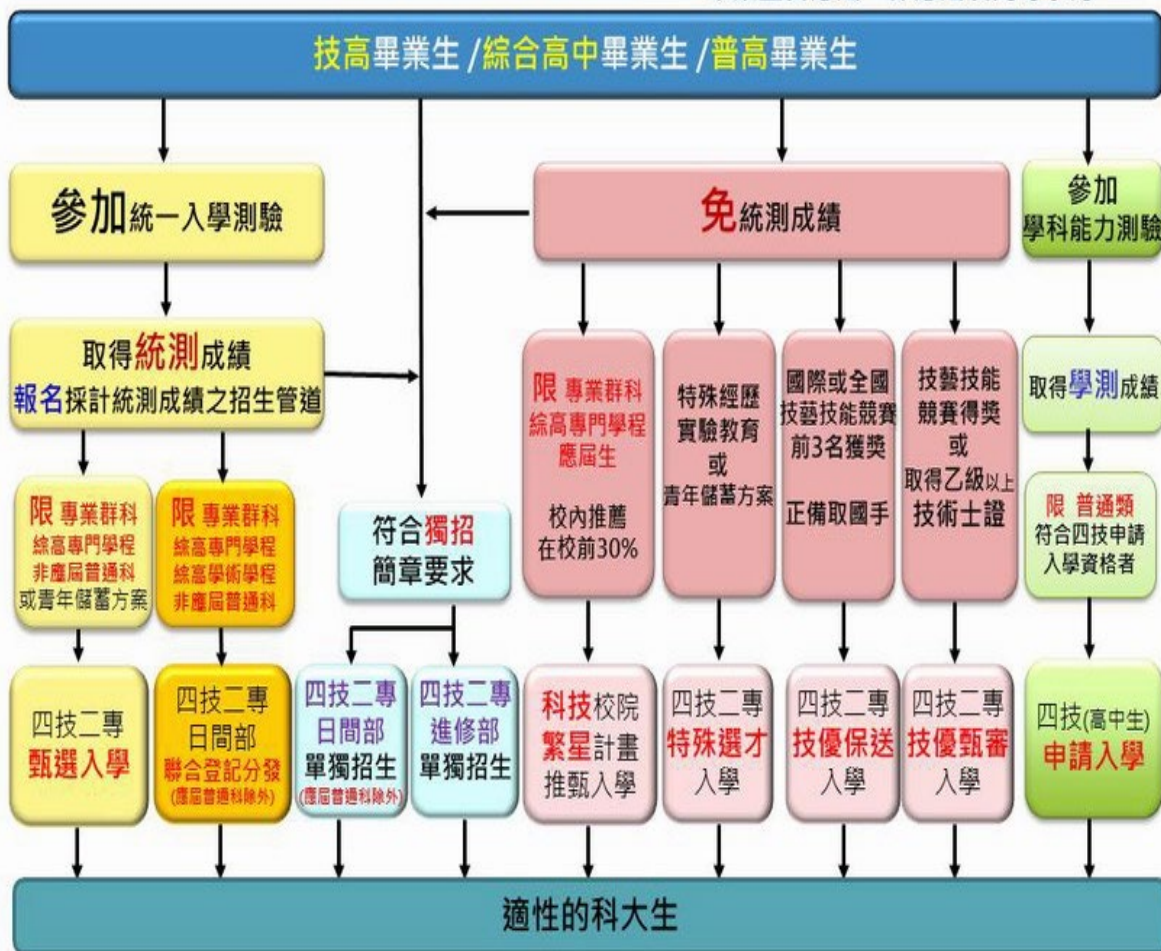 技高畢業生 / 綜合高中畢業生 / 普高畢業生
參加統一入學測驗
免統測成績
參加
學科能力測驗
取得統測成績
報名採計統測成績之招生管道
限 專業群科
綜高專門學程
應屆生
校內推薦
在校前30%
特殊經歷
實驗教育
或
青年儲蓄方案
國際或全國
技藝技能競賽
前3名獲獎
正備取國手
技藝技能
競賽得獎
或
取得乙級以上
技術士證
取得學測成績
限 專業群科
綜高專門學程
非應屆普通科
或青年儲蓄方案
限 專業群科
綜高專門學程
綜高學術學程
非應屆普通科
符合獨招
簡章要求
限 普通類
符合四技申請
入學資格者
四技二專
甄選入學
四技二專
日間部
聯合登記分發
(應屆普通科除外)
四技二專
日間部
單獨招生
(應屆普通科除外)
四技二專
進修部
單獨招生
科技校院
繁星計畫
推甄入學
四技二專
特殊選才
入學
四技二專
技優保送
入學
四技二專
技優甄審
入學
四技(高中生)
申請入學
適性的科大生